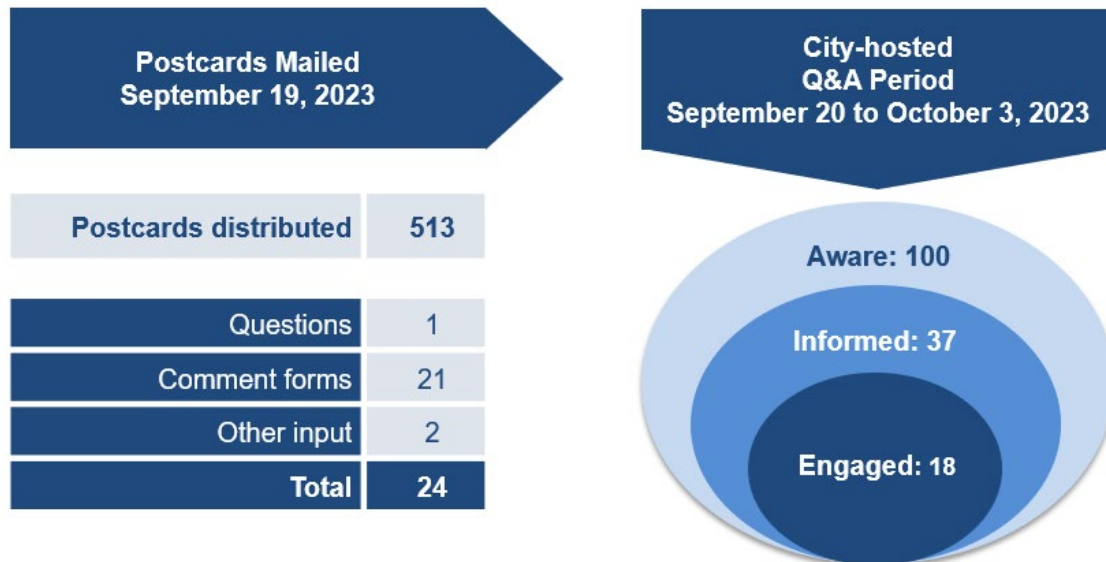 Postcards Mailed
September 19, 2023
City-hosted
Q&A Period
September 20 to October 3, 2023
Postcards distributed 513
Questions 1
Comment forms 21
Other input 2
Total 24
Aware: 100
Informed: 37
Engaged: 18